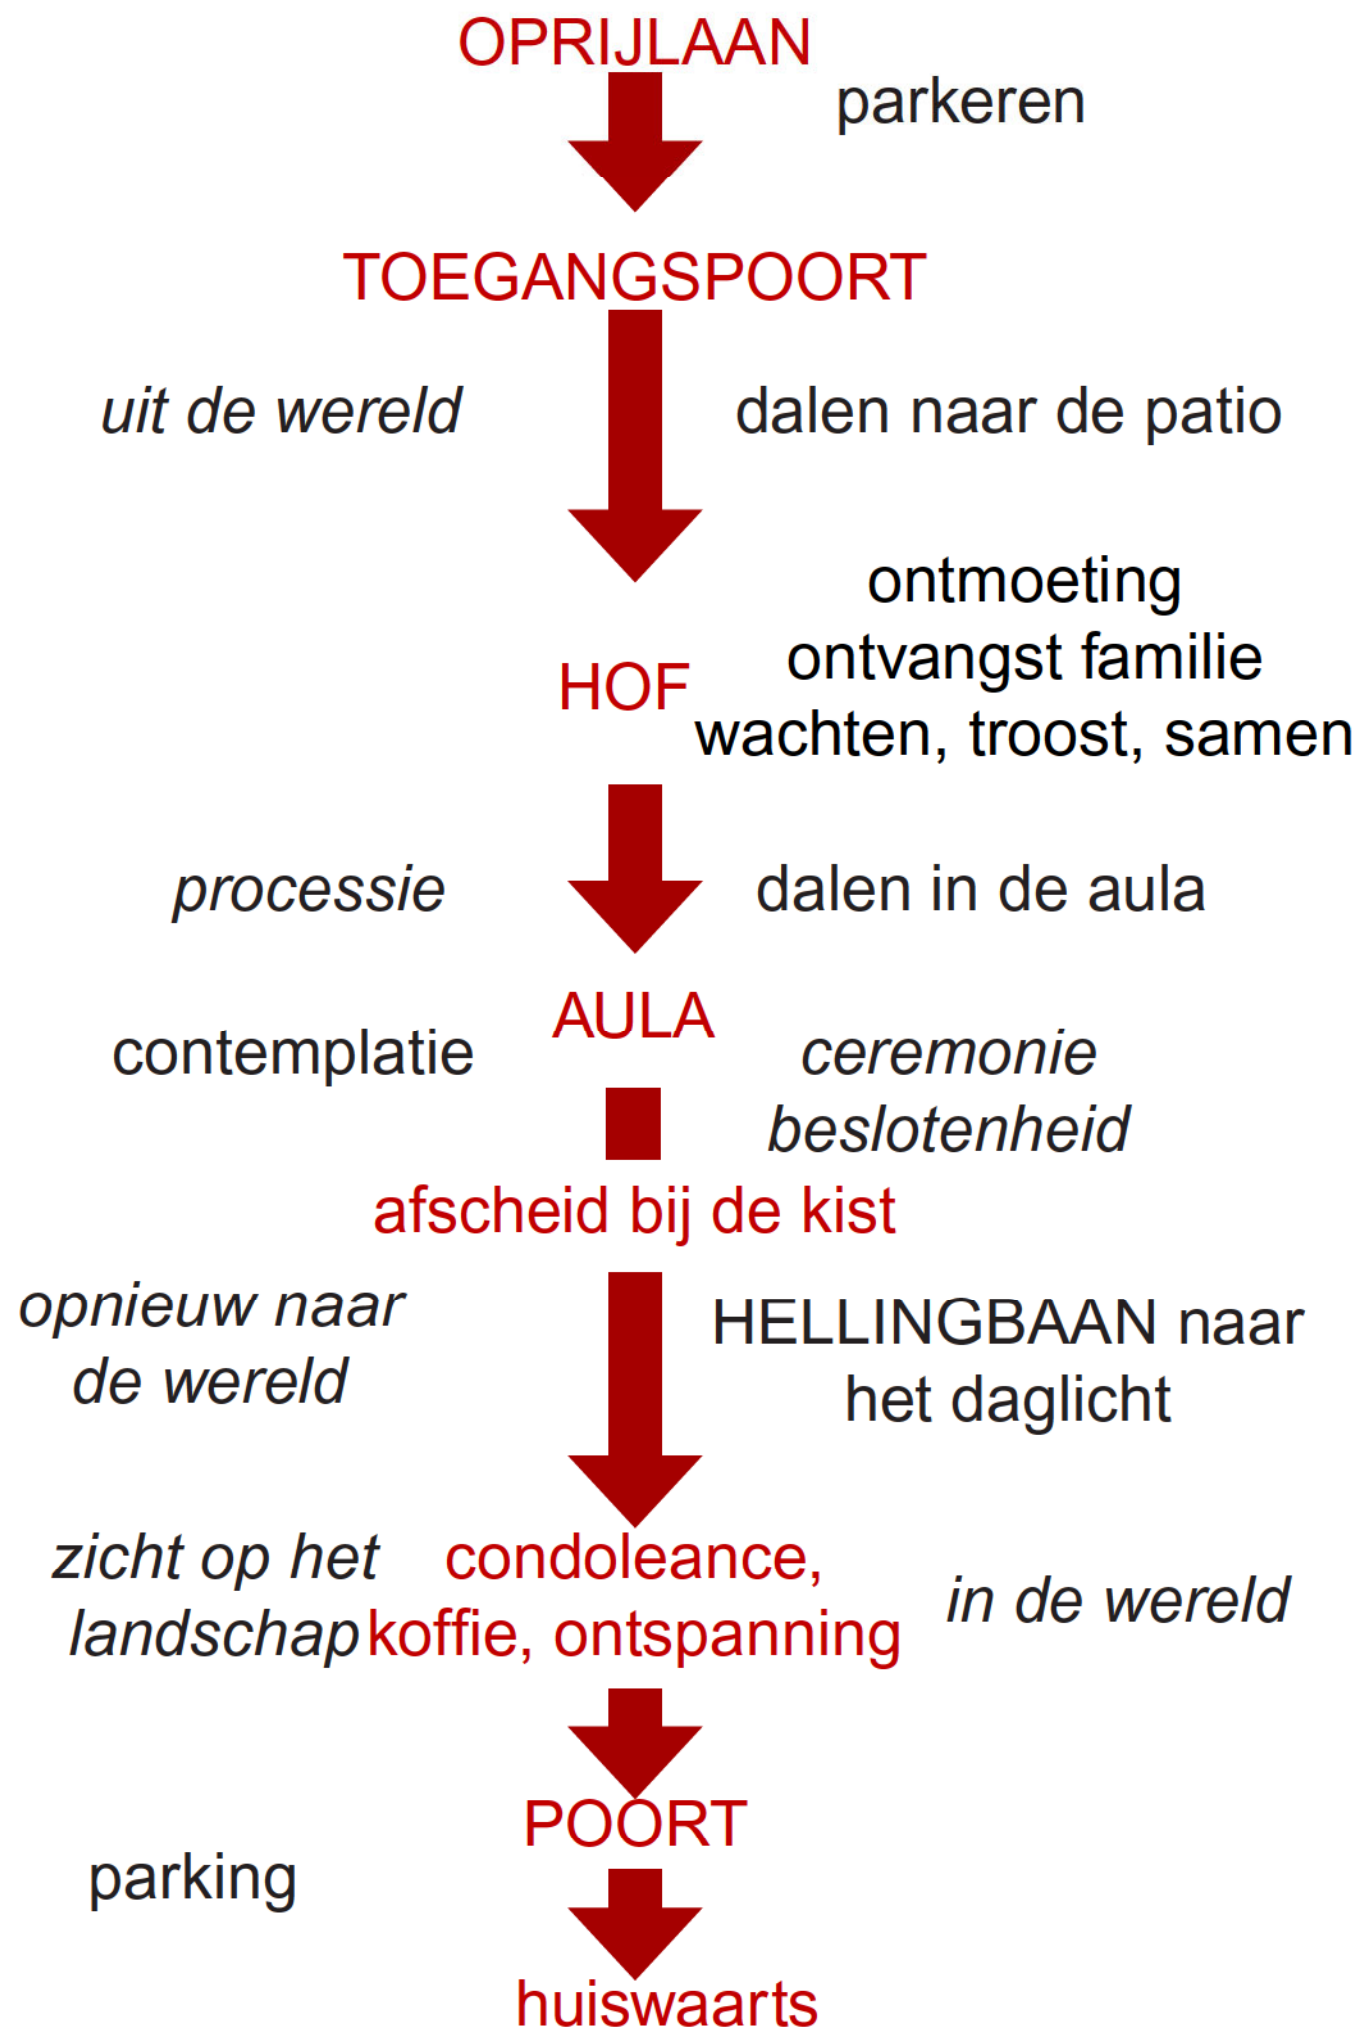 OPRIJLAAN
parkeren
TOEGANGSPOORT
uit de wereld
dalen naar de patio
ontmoeting
ontvangst familie
HOF
wachten, troost, samen
processie
dalen in de aula
AULA
contemplatie
ceremonie
beslotenheid
afscheid bij de kist
opnieuw naar
de wereld
HELLINGBAAN naar
het daglicht
zicht op het
landschap
condoleance,
koffie, ontspanning
in de wereld
POORT
parking
huiswaarts